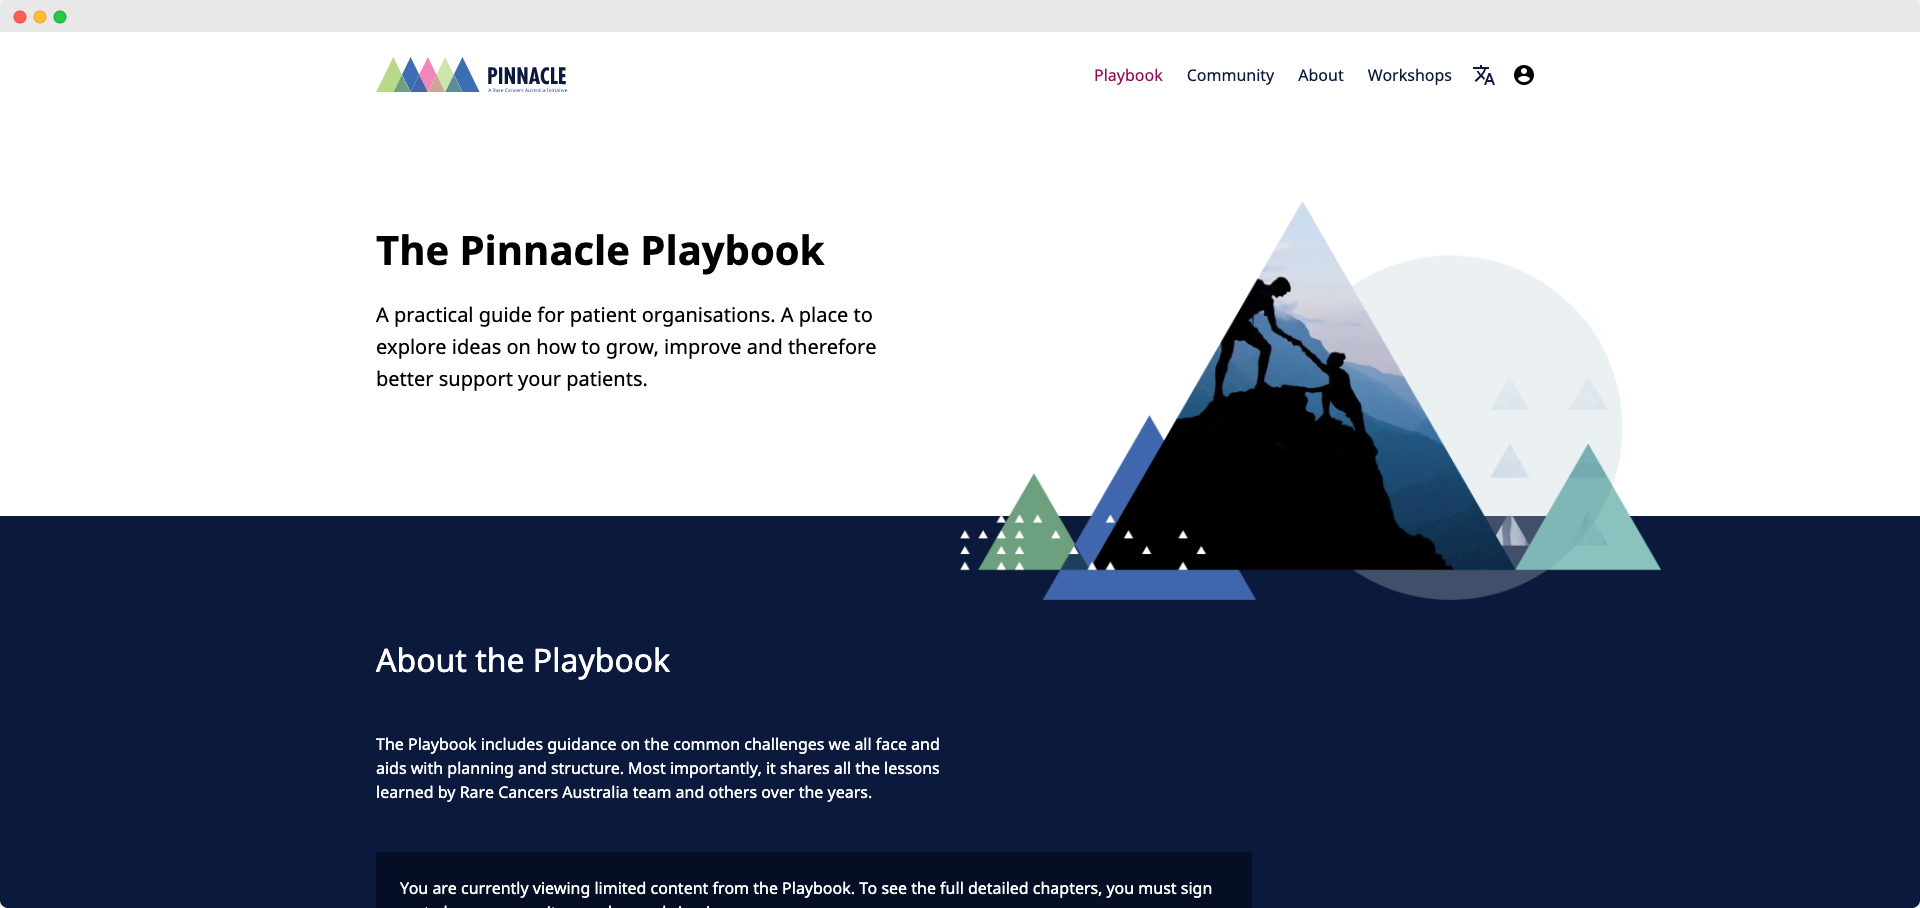 PINNACLE
A Rare Cancers Australia Initiative
Playbook Community About Workshops
The Pinnacle Playbook
A practical guide for patient organisations. A place to
explore ideas on how to grow, improve and therefore
better support your patients.
About the Playbook
The Playbook includes guidance on the common challenges we all face and
aids with planning and structure. Most importantly, it shares all the lessons
learned by Rare Cancers Australia team and others over the years.
You are currently viewing limited content from the Playbook. To see the full detailed chapters, you must sign